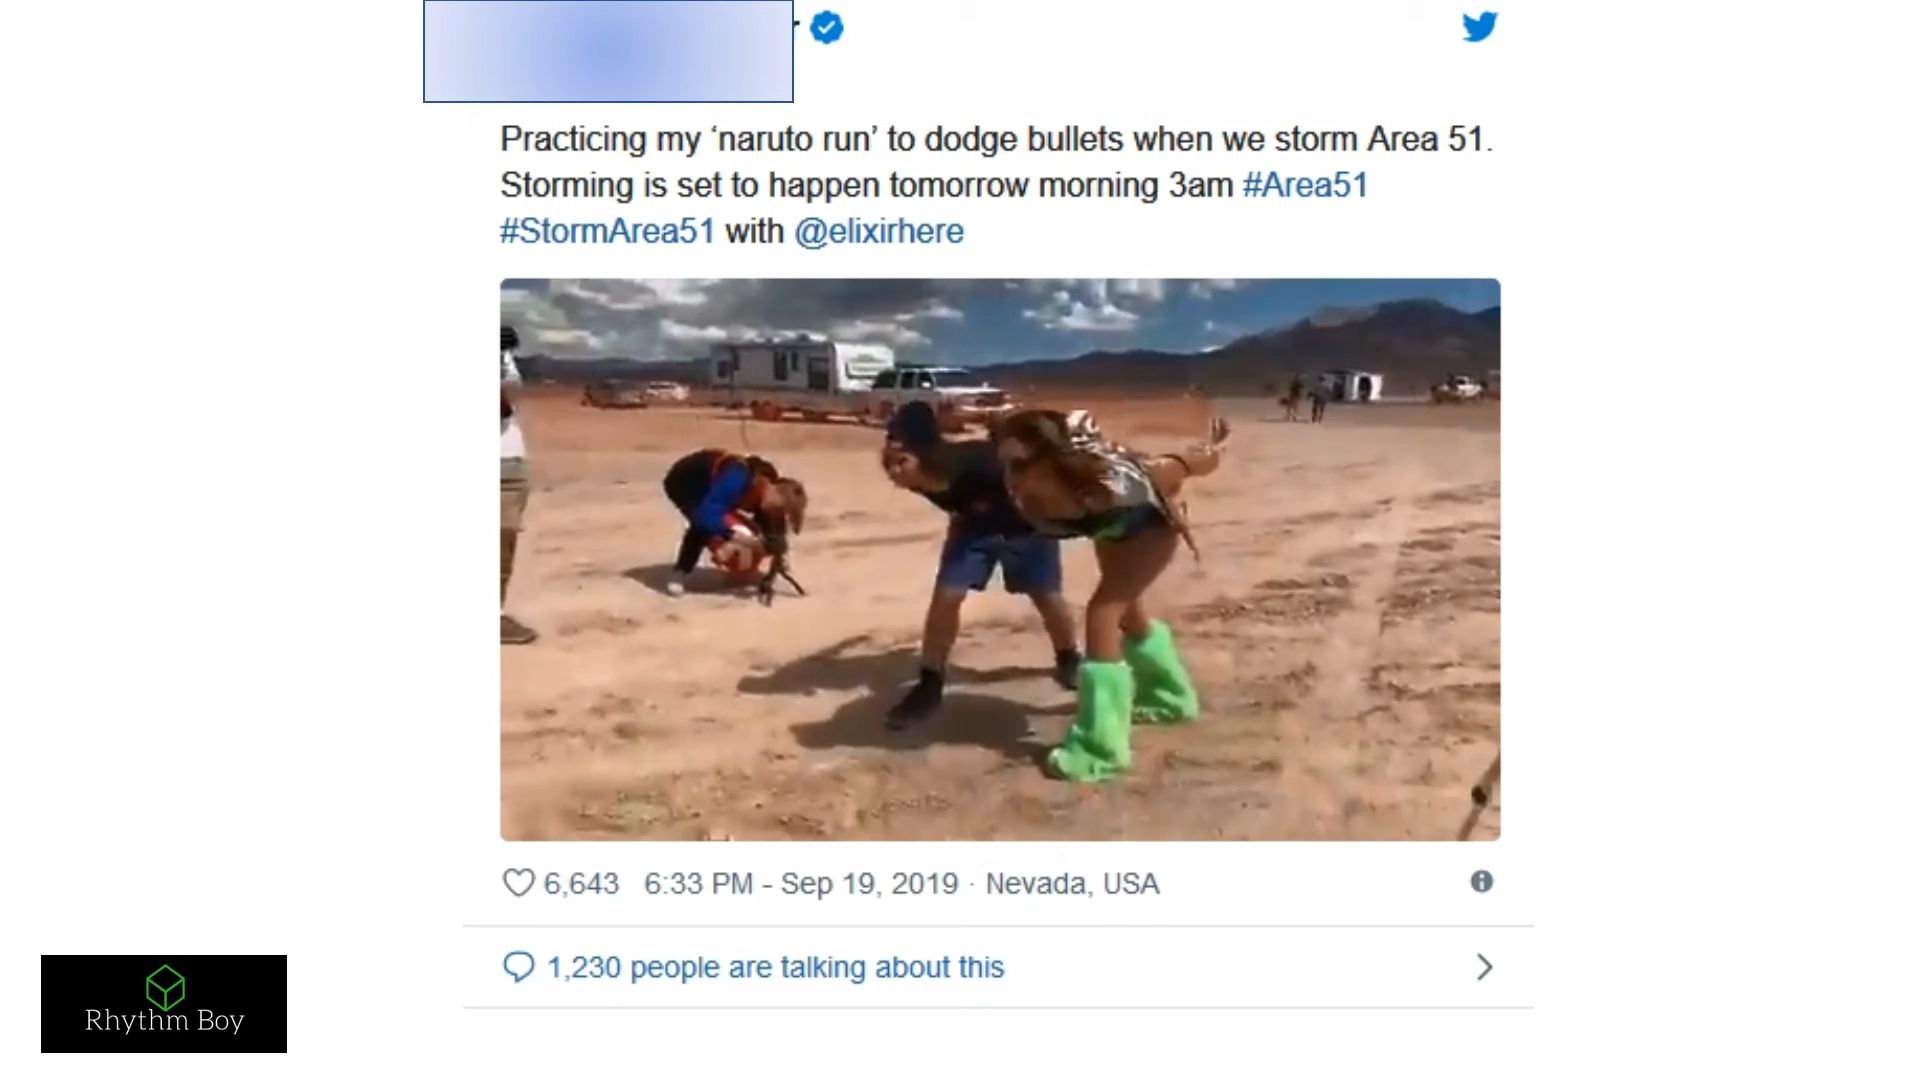 Practicing my ‘naruto run’ to dodge bullets when we storm Area 51.
Storming is set to happen tomorrow morning 3am #Area51
#StormArea51 with @elixirhere
6,643 6:33 PM - Sep 19, 2019 · Nevada, USA
1,230 people are talking about this
Rhythm Boy